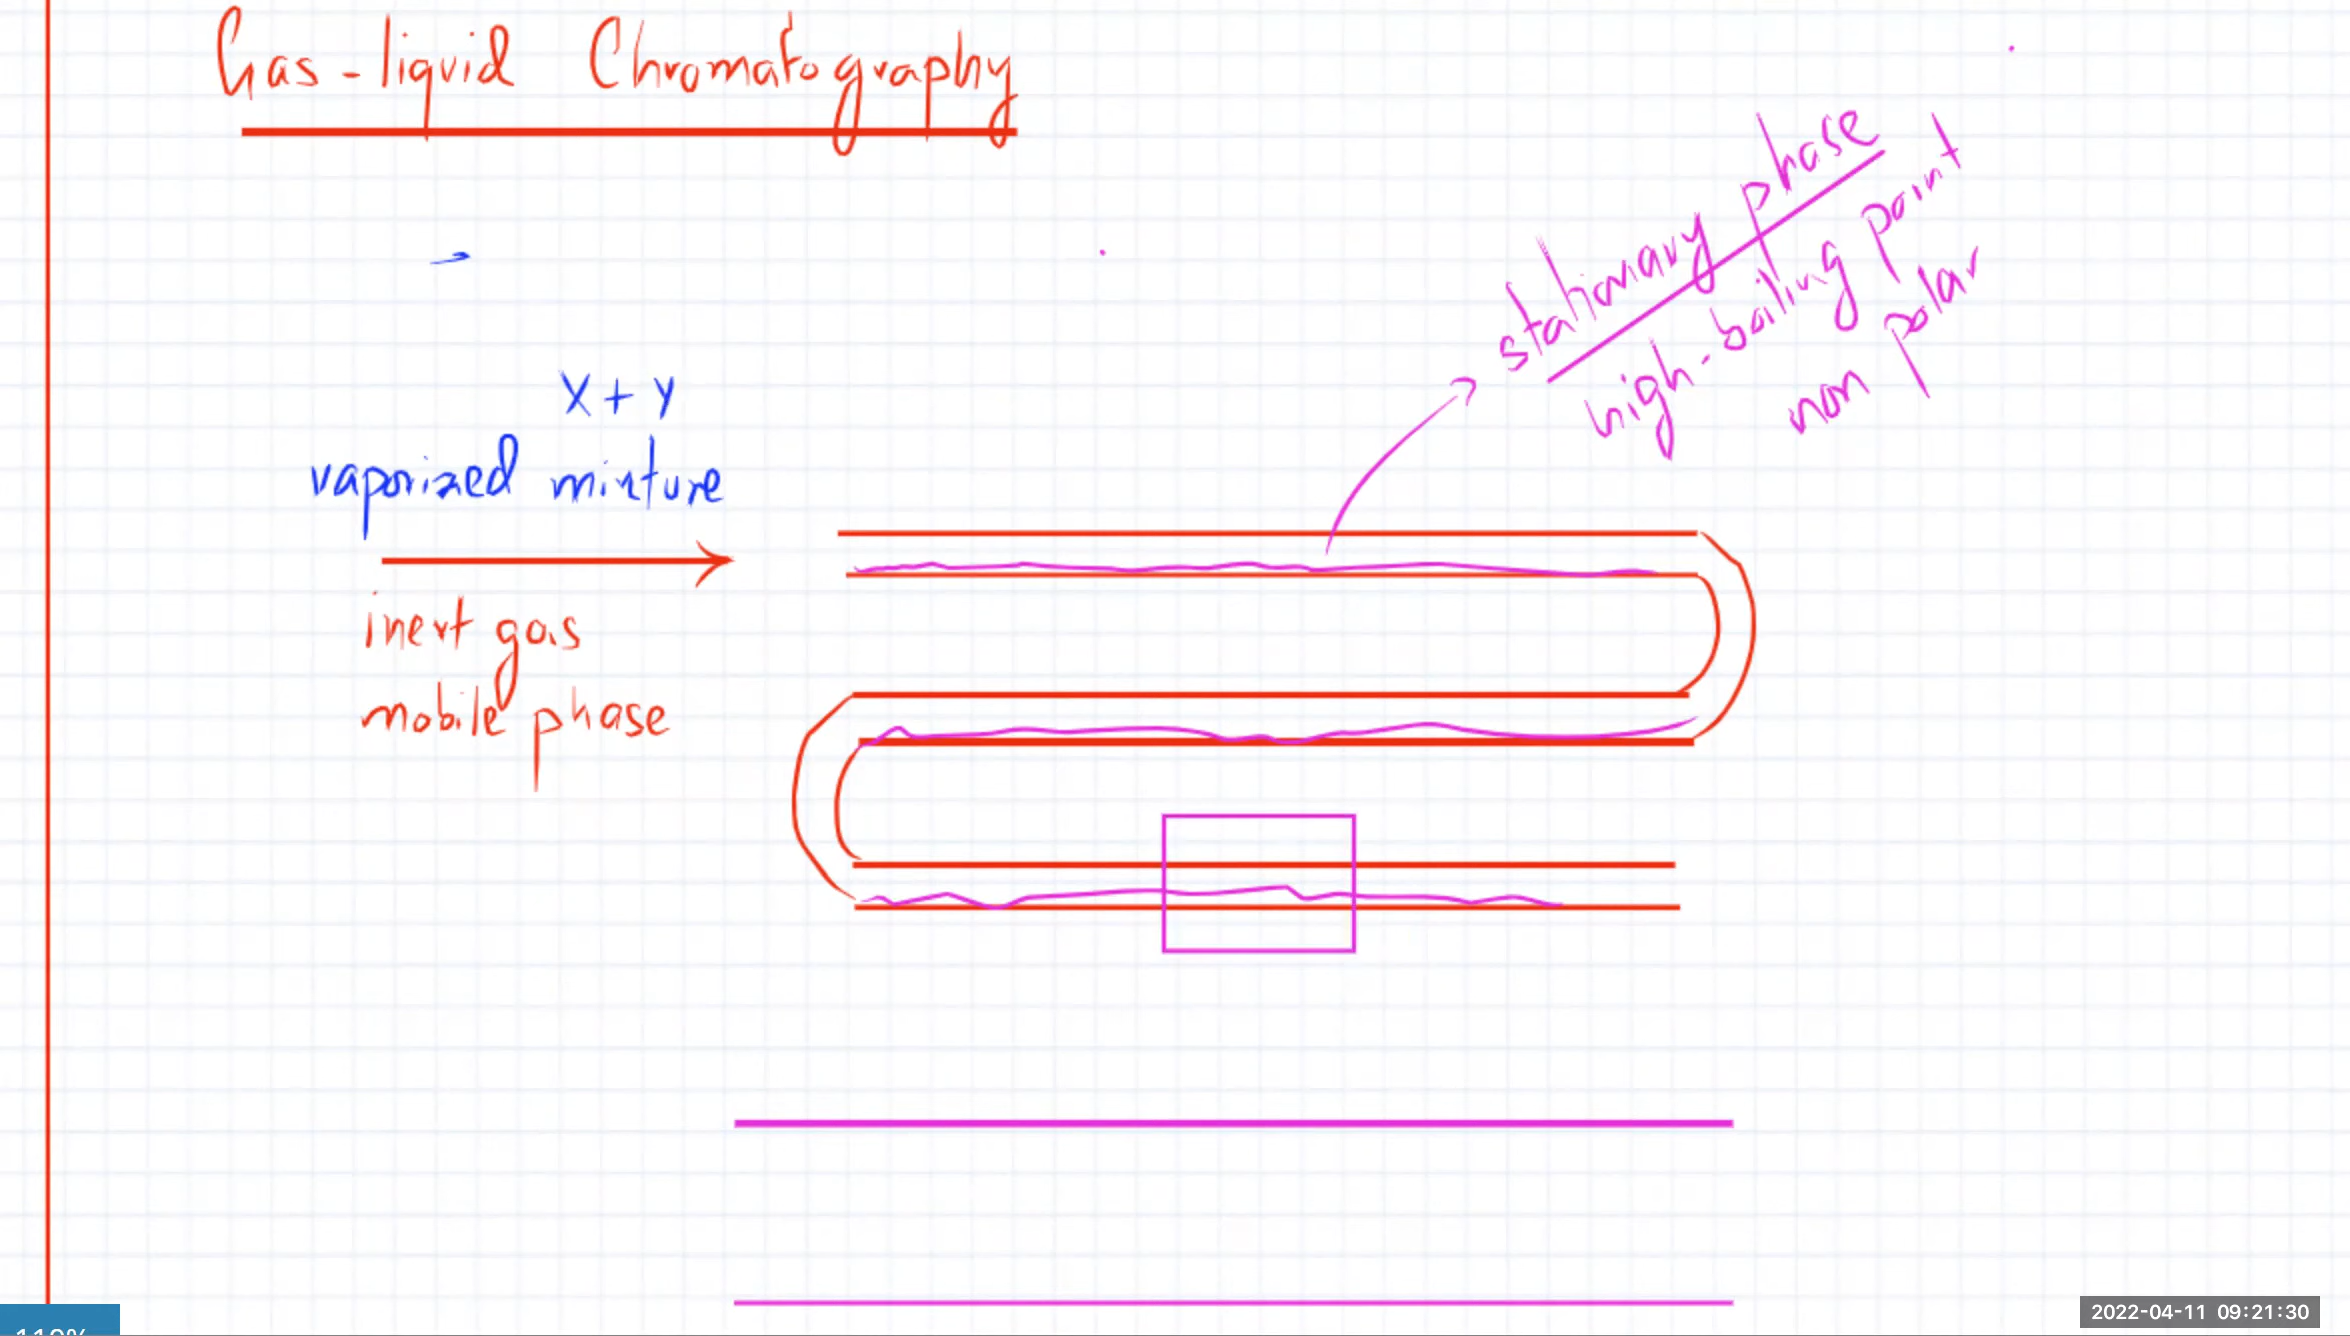 Gas-liquid Chromatography
stationary phase
high-boiling point
non polar
X + Y
vaporized mixture
inert gas
mobile phase
2022-04-11 09:21:30